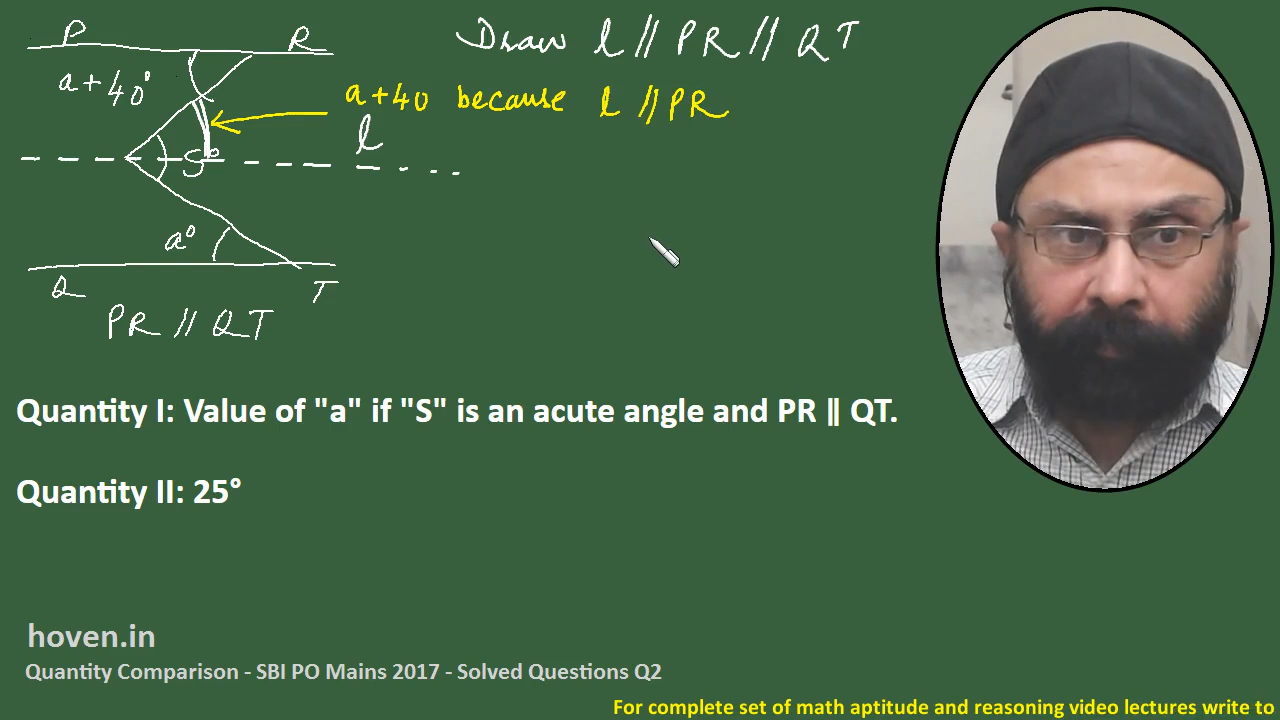 P R
a+40°
Draw l // PR // QT
a+40 because l // PR
l
S°
a°
Q T
PR // QT
Quantity I: Value of "a" if "S" is an acute angle and PR ∥ QT.
Quantity II: 25°
hoven.in
Quantity Comparison - SBI PO Mains 2017 - Solved Questions Q2
For complete set of math aptitude and reasoning video lectures write to